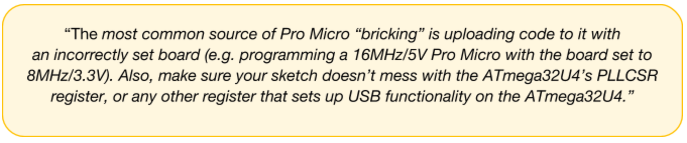 “The most common source of Pro Micro “bricking” is uploading code to it with
an incorrectly set board (e.g. programming a 16MHz/5V Pro Micro with the board set to
8MHz/3.3V). Also, make sure your sketch doesn’t mess with the ATmega32U4’s PLLCSR
register, or any other register that sets up USB functionality on the ATmega32U4.”